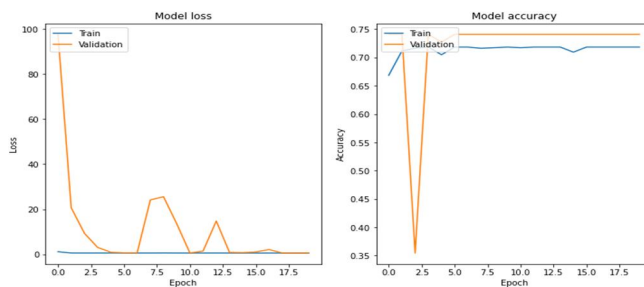 Model loss
Train
Validation
100
80
60
40
20
0
Loss
0.0 2.5 5.0 7.5 10.0 12.5 15.0 17.5
Epoch
Model accuracy
Train
Validation
0.75
0.70
0.65
0.60
0.55
0.50
0.45
0.40
0.35
Accuracy
0.0 2.5 5.0 7.5 10.0 12.5 15.0 17.5
Epoch